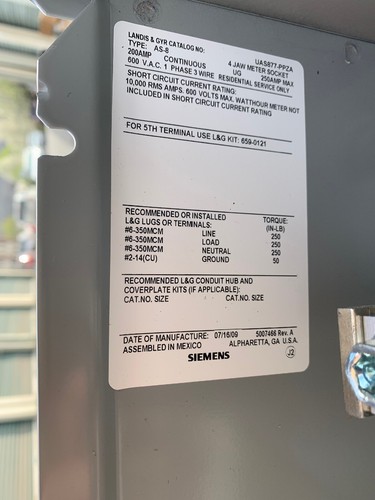 LANDIS & GYR CATALOG NO: UAS877-PPZA
TYPE: AS-8 4 JAW METER SOCKET
200AMP CONTINUOUS UG 250AMP MAX
600 V.A.C. 1 PHASE 3 WIRE RESIDENTIAL SERVICE ONLY
SHORT CIRCUIT CURRENT RATING:
10,000 RMS AMPS. 600 VOLTS MAX. WATTHOUR METER NOT
INCLUDED IN SHORT CIRCUIT CURRENT RATING
FOR 5TH TERMINAL USE L&G KIT: 659-0121
RECOMMENDED OR INSTALLED TORQUE:
L&G LUGS OR TERMINALS: (IN-LB)
#6-350MCM LINE 250
#6-350MCM LOAD 250
#6-350MCM NEUTRAL 250
#2-14(CU) GROUND 50
RECOMMENDED L&G CONDUIT HUB AND
COVERPLATE KITS (IF APPLICABLE):
CAT.NO. SIZE CAT.NO. SIZE
DATE OF MANUFACTURE: 07/16/09 5007466 Rev. A
ASSEMBLED IN MEXICO ALPHARETTA, GA U.S.A.
SIEMENS J2